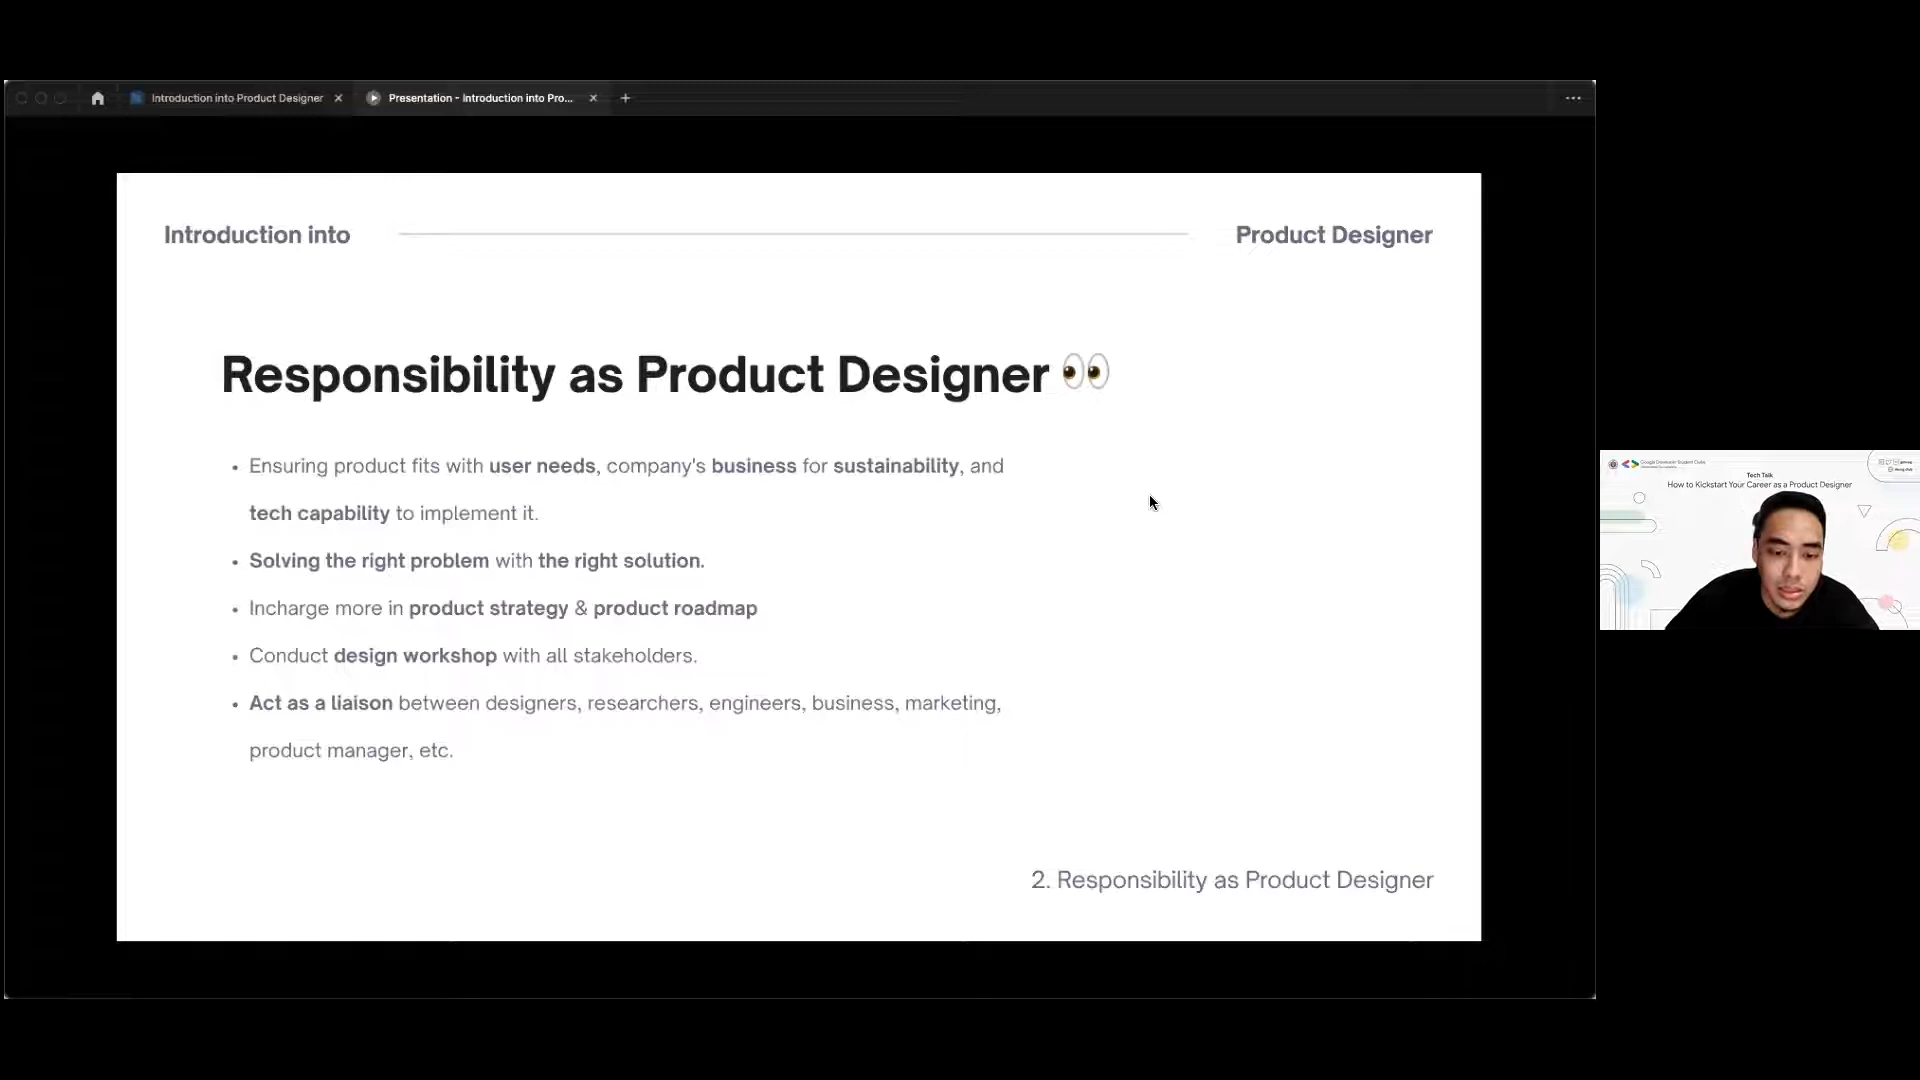 Introduction into Product Designer
Presentation - Introduction into Pro...
Introduction into
Product Designer
Responsibility as Product Designer 👀
• Ensuring product fits with user needs, company's business for sustainability, and
tech capability to implement it.
• Solving the right problem with the right solution.
• Incharge more in product strategy & product roadmap
• Conduct design workshop with all stakeholders.
• Act as a liaison between designers, researchers, engineers, business, marketing,
product manager, etc.
2. Responsibility as Product Designer
Google Developer Student Clubs
Tech Talk
How to Kickstart Your Career as a Product Designer